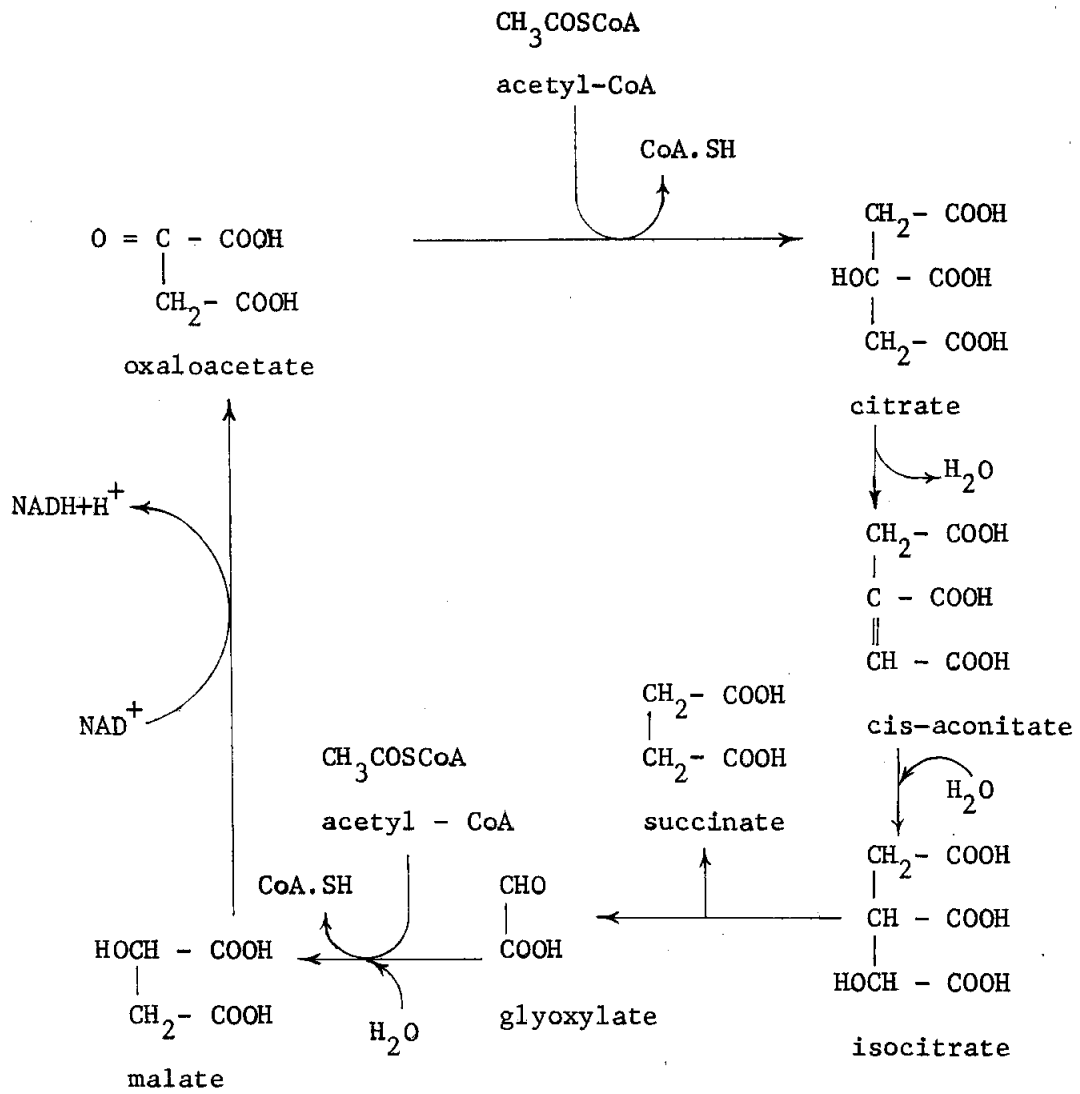 CH3COSCoA
acetyl-CoA
CoA.SH
O = C - COOH
CH2- COOH
oxaloacetate
CH2- COOH
HOC - COOH
CH2- COOH
citrate
H2O
CH2- COOH
C - COOH
CH - COOH
cis-aconitate
H2O
CH2- COOH
CH - COOH
HOCH - COOH
isocitrate
CH2- COOH
CH2- COOH
succinate
CHO
COOH
glyoxylate
CH3COSCoA
acetyl - CoA
CoA.SH
H2O
HOCH - COOH
CH2- COOH
malate
NAD+
NADH+H+